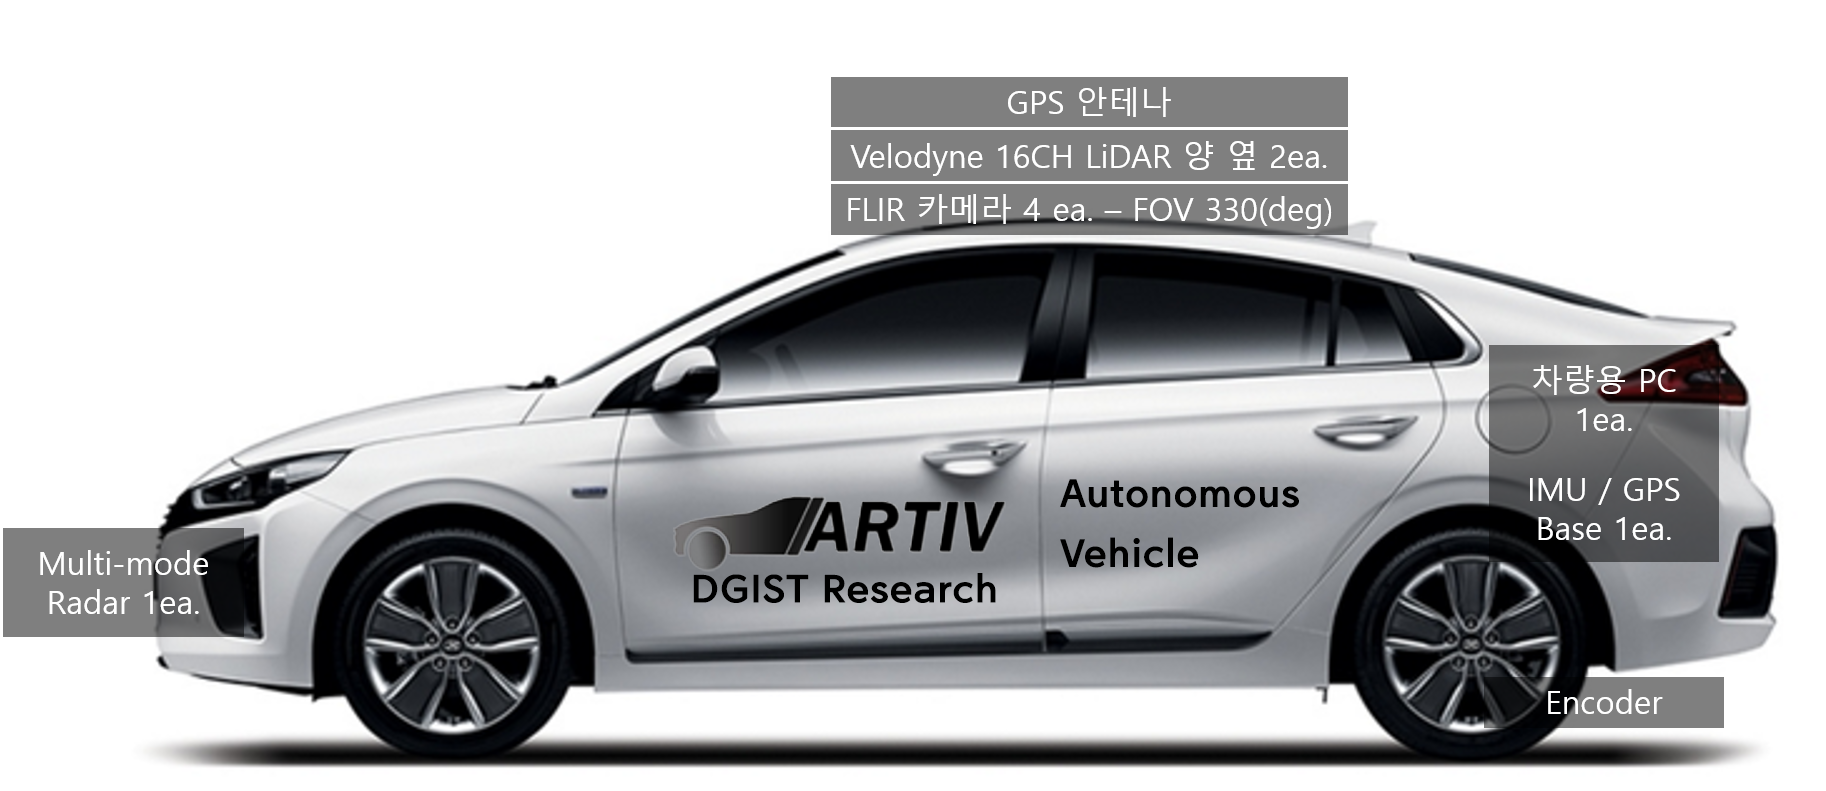 GPS 안테나
Velodyne 16CH LiDAR 양 옆 2ea.
FLIR 카메라 4 ea. – FOV 330(deg)
차량용 PC
1ea.
IMU / GPS
Base 1ea.
Multi-mode
Radar 1ea.
ARTIV
DGIST Research
Autonomous
Vehicle
Encoder